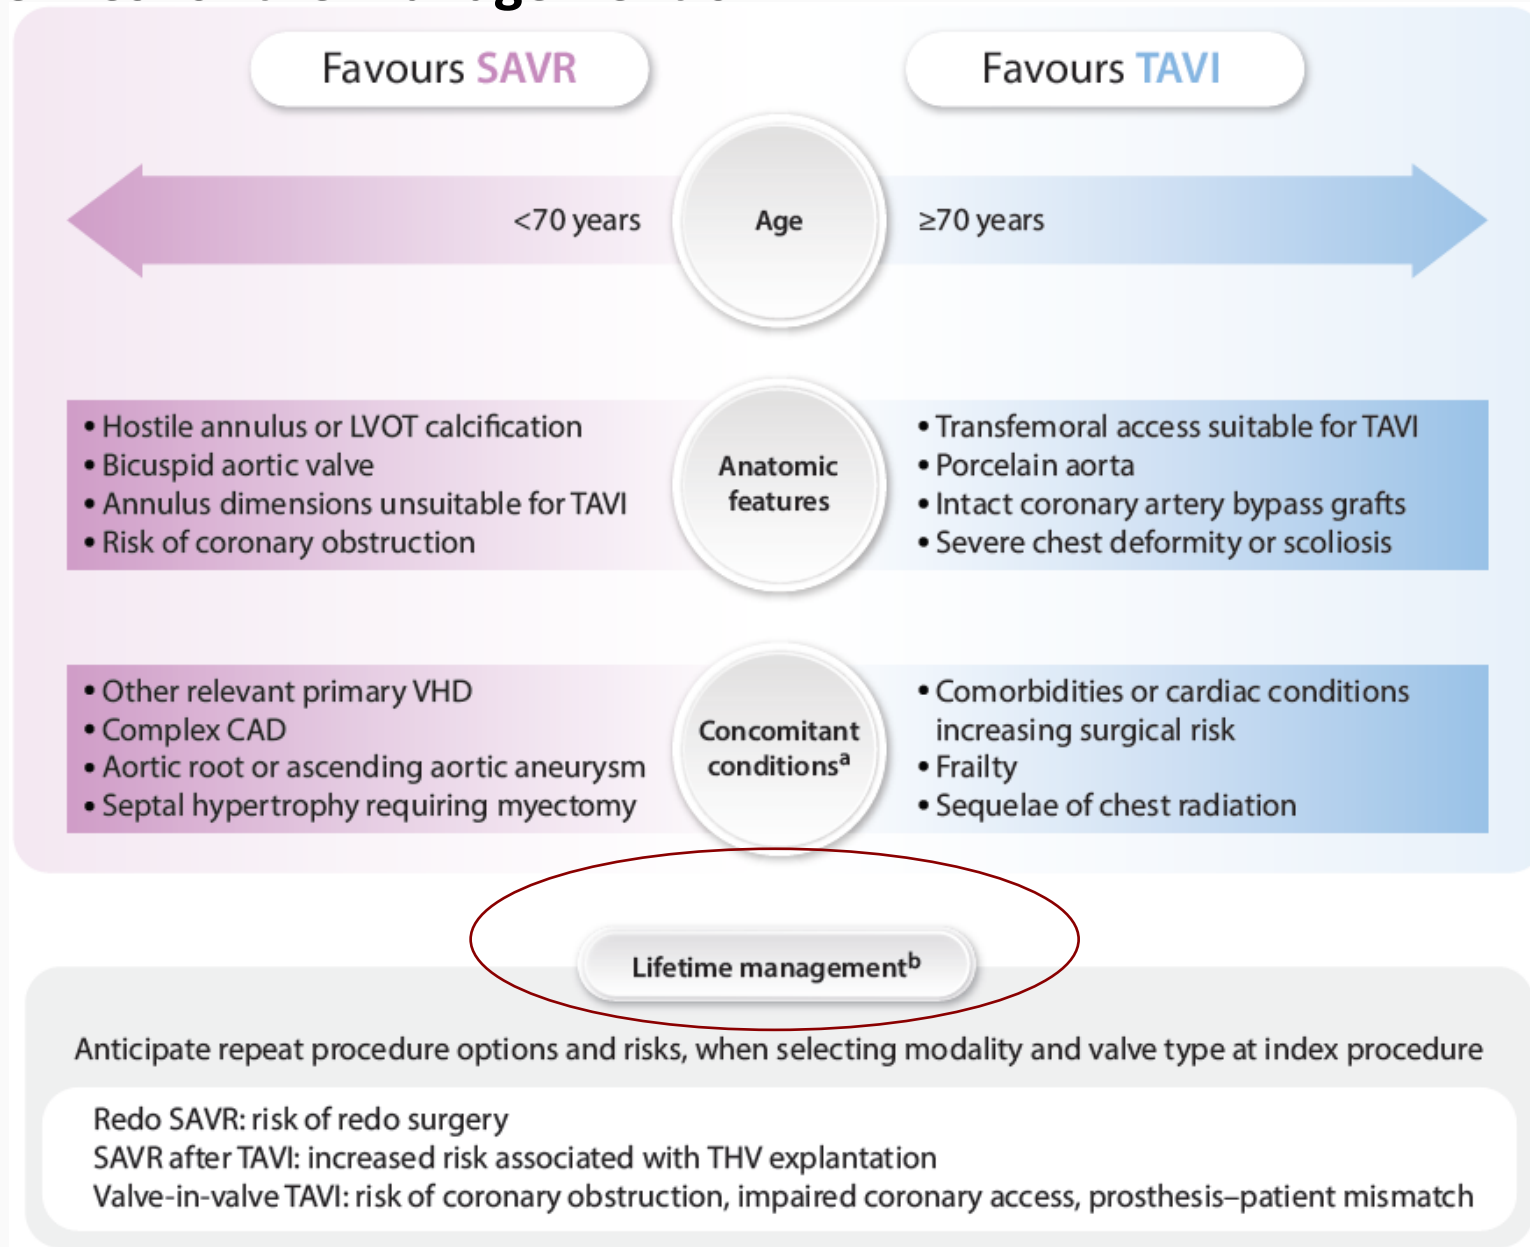 Favours SAVR
Favours TAVI
<70 years
Age
≥70 years
• Hostile annulus or LVOT calcification
• Bicuspid aortic valve
• Annulus dimensions unsuitable for TAVI
• Risk of coronary obstruction
Anatomic
features
• Transfemoral access suitable for TAVI
• Porcelain aorta
• Intact coronary artery bypass grafts
• Severe chest deformity or scoliosis
• Other relevant primary VHD
• Complex CAD
• Aortic root or ascending aortic aneurysm
• Septal hypertrophy requiring myectomy
Concomitant
conditionsᵃ
• Comorbidities or cardiac conditions
increasing surgical risk
• Frailty
• Sequelae of chest radiation
Lifetime managementᵇ
Anticipate repeat procedure options and risks, when selecting modality and valve type at index procedure
Redo SAVR: risk of redo surgery
SAVR after TAVI: increased risk associated with THV explantation
Valve-in-valve TAVI: risk of coronary obstruction, impaired coronary access, prosthesis–patient mismatch